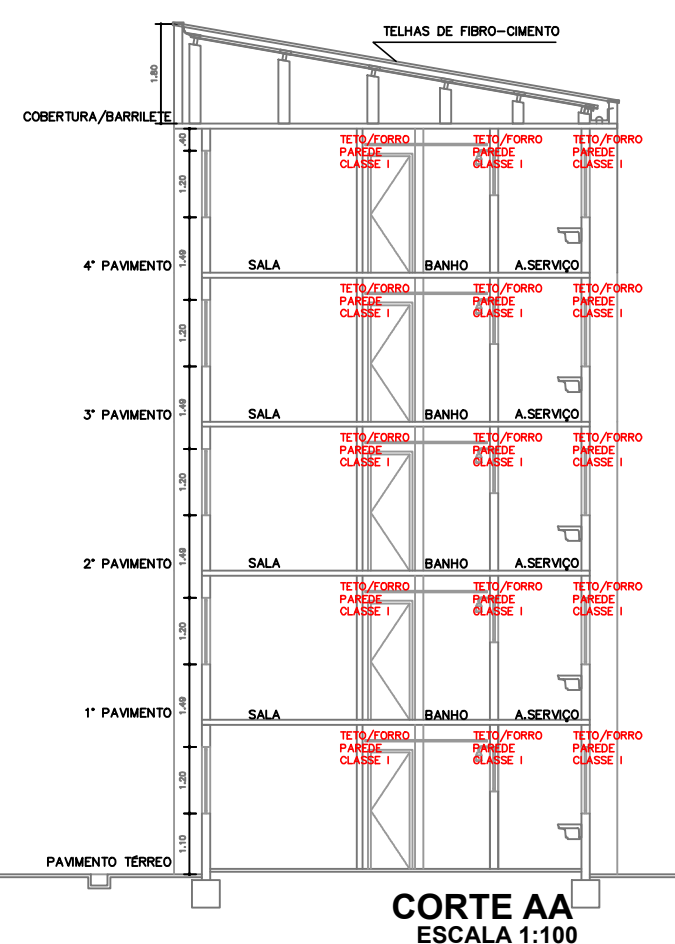 TELHAS DE FIBRO-CIMENTO
1.80
COBERTURA/BARRILETE
.40
TETO/FORRO TETO/FORRO TETO/FORRO
PAREDE PAREDE PAREDE
CLASSE I CLASSE I CLASSE I
1.20
1.49
4° PAVIMENTO SALA BANHO A.SERVIÇO
TETO/FORRO TETO/FORRO TETO/FORRO
PAREDE PAREDE PAREDE
CLASSE I CLASSE I CLASSE I
1.20
1.49
3° PAVIMENTO SALA BANHO A.SERVIÇO
TETO/FORRO TETO/FORRO TETO/FORRO
PAREDE PAREDE PAREDE
CLASSE I CLASSE I CLASSE I
1.20
1.49
2° PAVIMENTO SALA BANHO A.SERVIÇO
TETO/FORRO TETO/FORRO TETO/FORRO
PAREDE PAREDE PAREDE
CLASSE I CLASSE I CLASSE I
1.20
1.49
1° PAVIMENTO SALA BANHO A.SERVIÇO
TETO/FORRO TETO/FORRO TETO/FORRO
PAREDE PAREDE PAREDE
CLASSE I CLASSE I CLASSE I
1.20
1.10
PAVIMENTO TÉRREO
CORTE AA
ESCALA 1:100